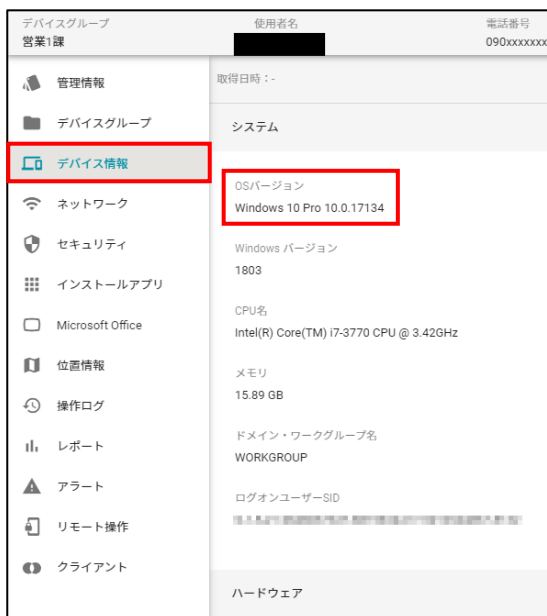 デバイスグループ
使用者名
電話番号
営業1課
090xxxxxxx
管理情報
デバイスグループ
デバイス情報
ネットワーク
セキュリティ
インストールアプリ
Microsoft Office
位置情報
操作ログ
レポート
アラート
リモート操作
クライアント
取得日時：-
システム
OSバージョン
Windows 10 Pro 10.0.17134
Windows バージョン
1803
CPU名
Intel(R) Core(TM) i7-3770 CPU @ 3.42GHz
メモリ
15.89 GB
ドメイン・ワークグループ名
WORKGROUP
ログオンユーザーSID
ハードウェア